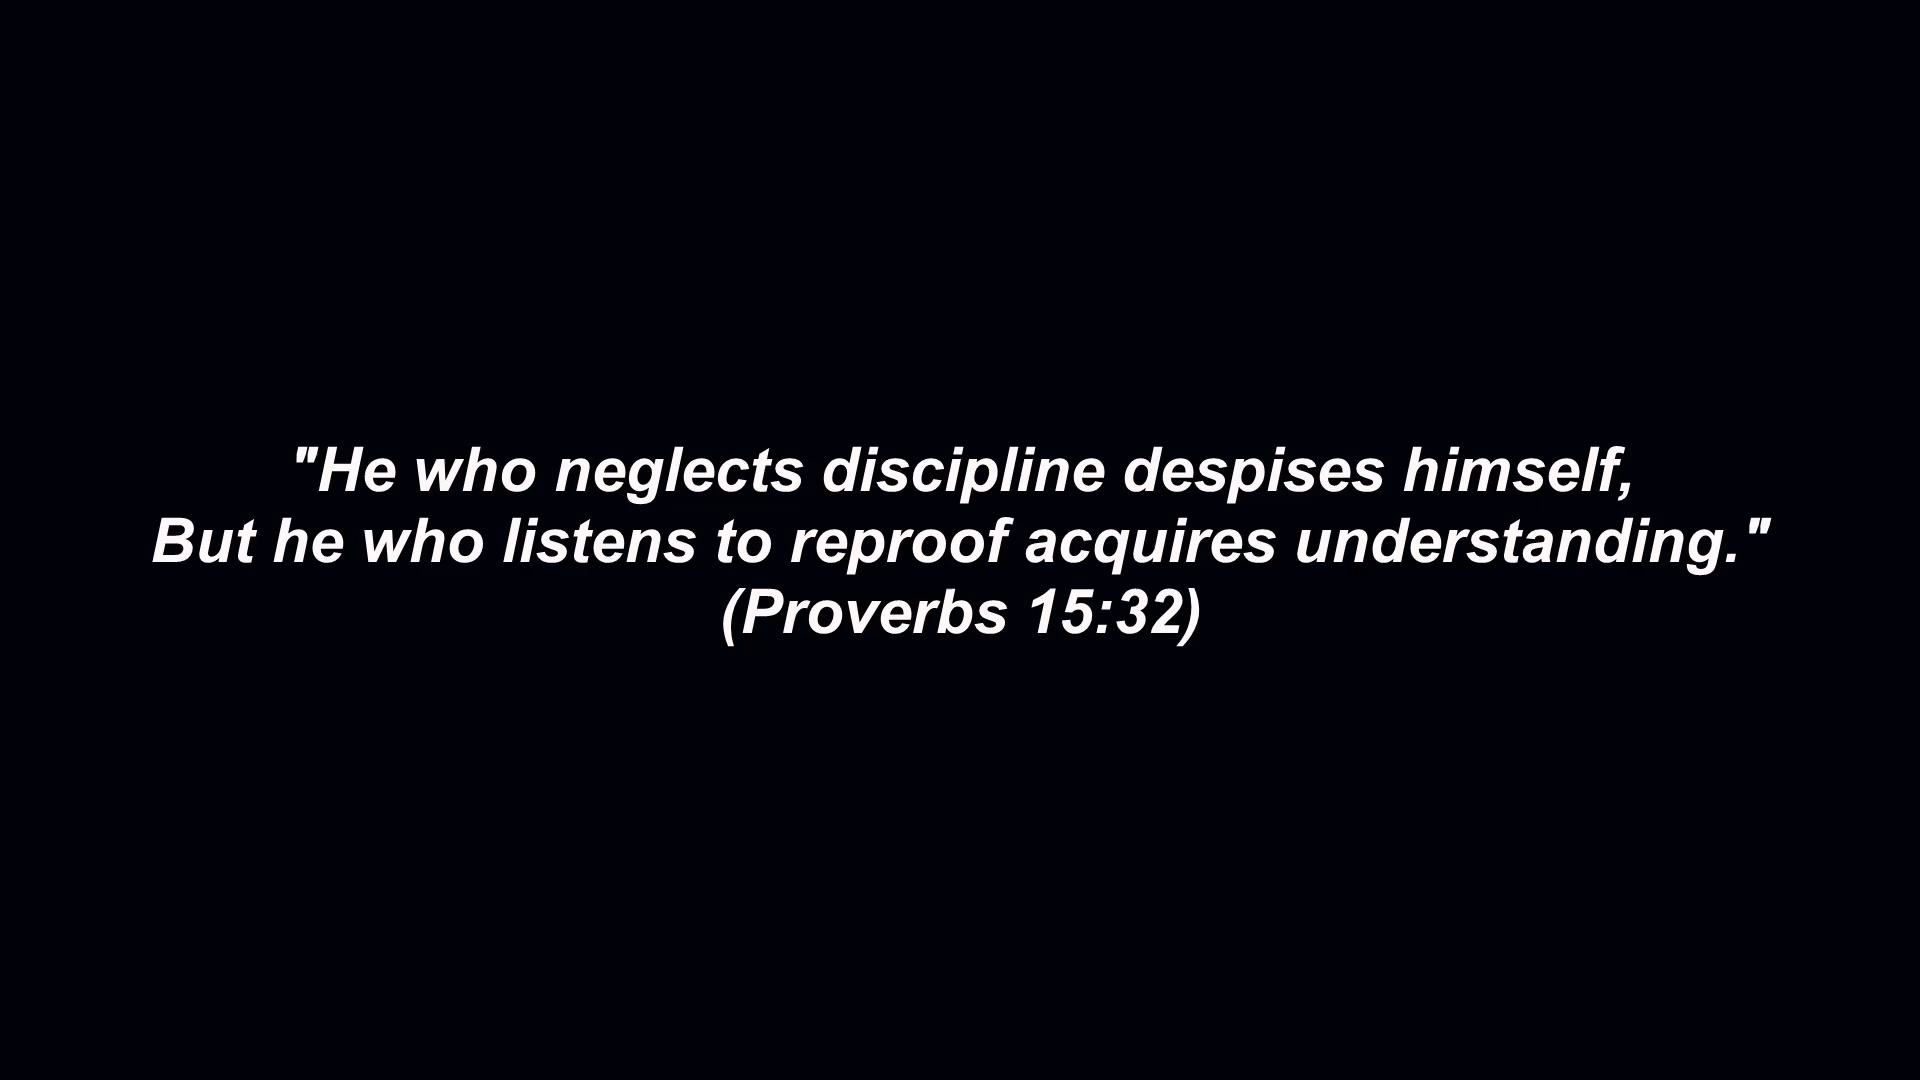 "He who neglects discipline despises himself,
But he who listens to reproof acquires understanding."
(Proverbs 15:32)